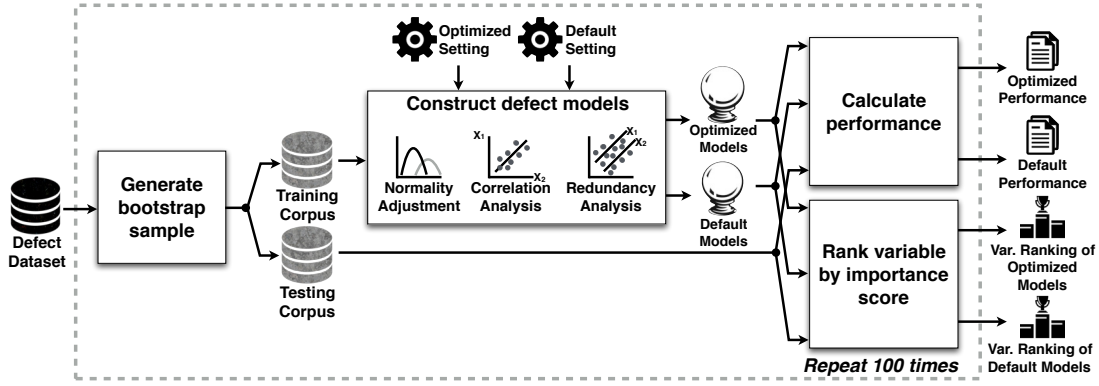 Optimized
Setting
Default
Setting
Defect
Dataset
Generate
bootstrap
sample
Training
Corpus
Testing
Corpus
Construct defect models
Normality
Adjustment
X₁
X₂
Correlation
Analysis
X₁
X₂
Redundancy
Analysis
Optimized
Models
Default
Models
Calculate
performance
Rank variable
by importance
score
Repeat 100 times
Optimized
Performance
Default
Performance
Var. Ranking of
Optimized
Models
Var. Ranking of
Default Models